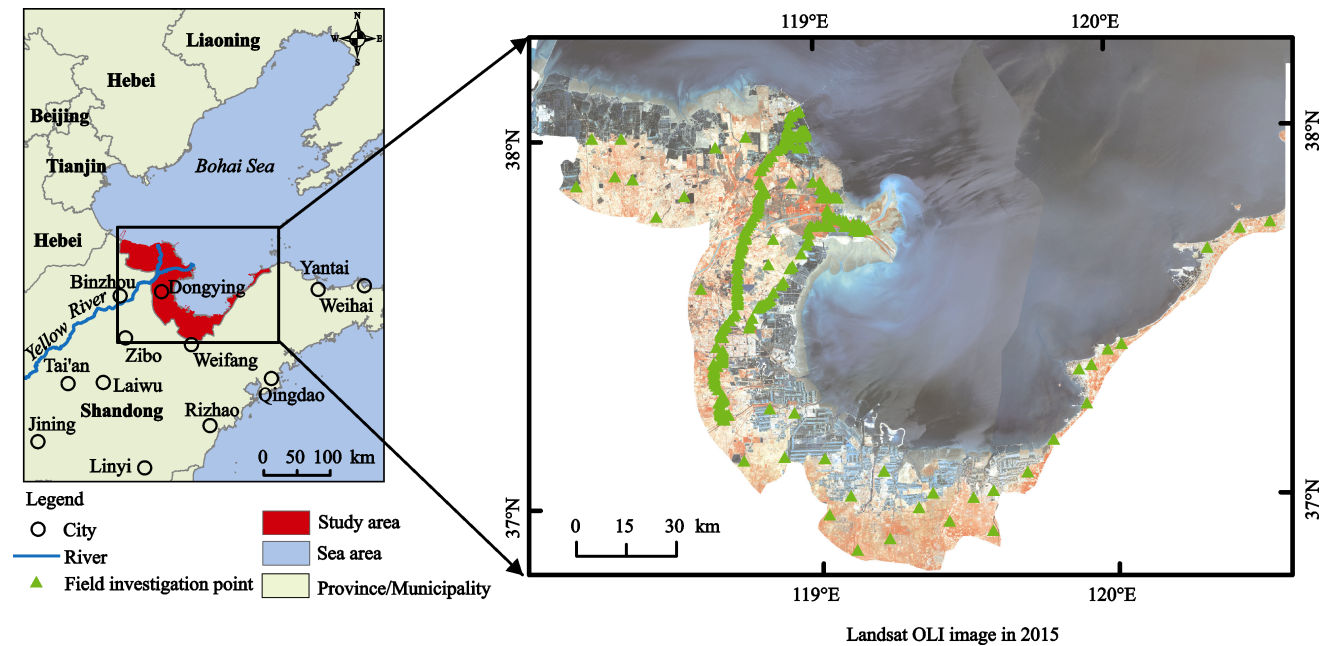 N
W
E
S
Liaoning
Hebei
Beijing
Tianjin
Bohai Sea
Hebei
Binzhou
Dongying
Yantai
Weihai
Yellow River
Zibo
Weifang
Tai'an
Laiwu
Qingdao
Shandong
Rizhao
Jining
Linyi
0 50 100 km
Legend
City
River
Field investigation point
Study area
Sea area
Province/Municipality
119°E 120°E
38°N
38°N
37°N
37°N
0 15 30 km
119°E 120°E
Landsat OLI image in 2015